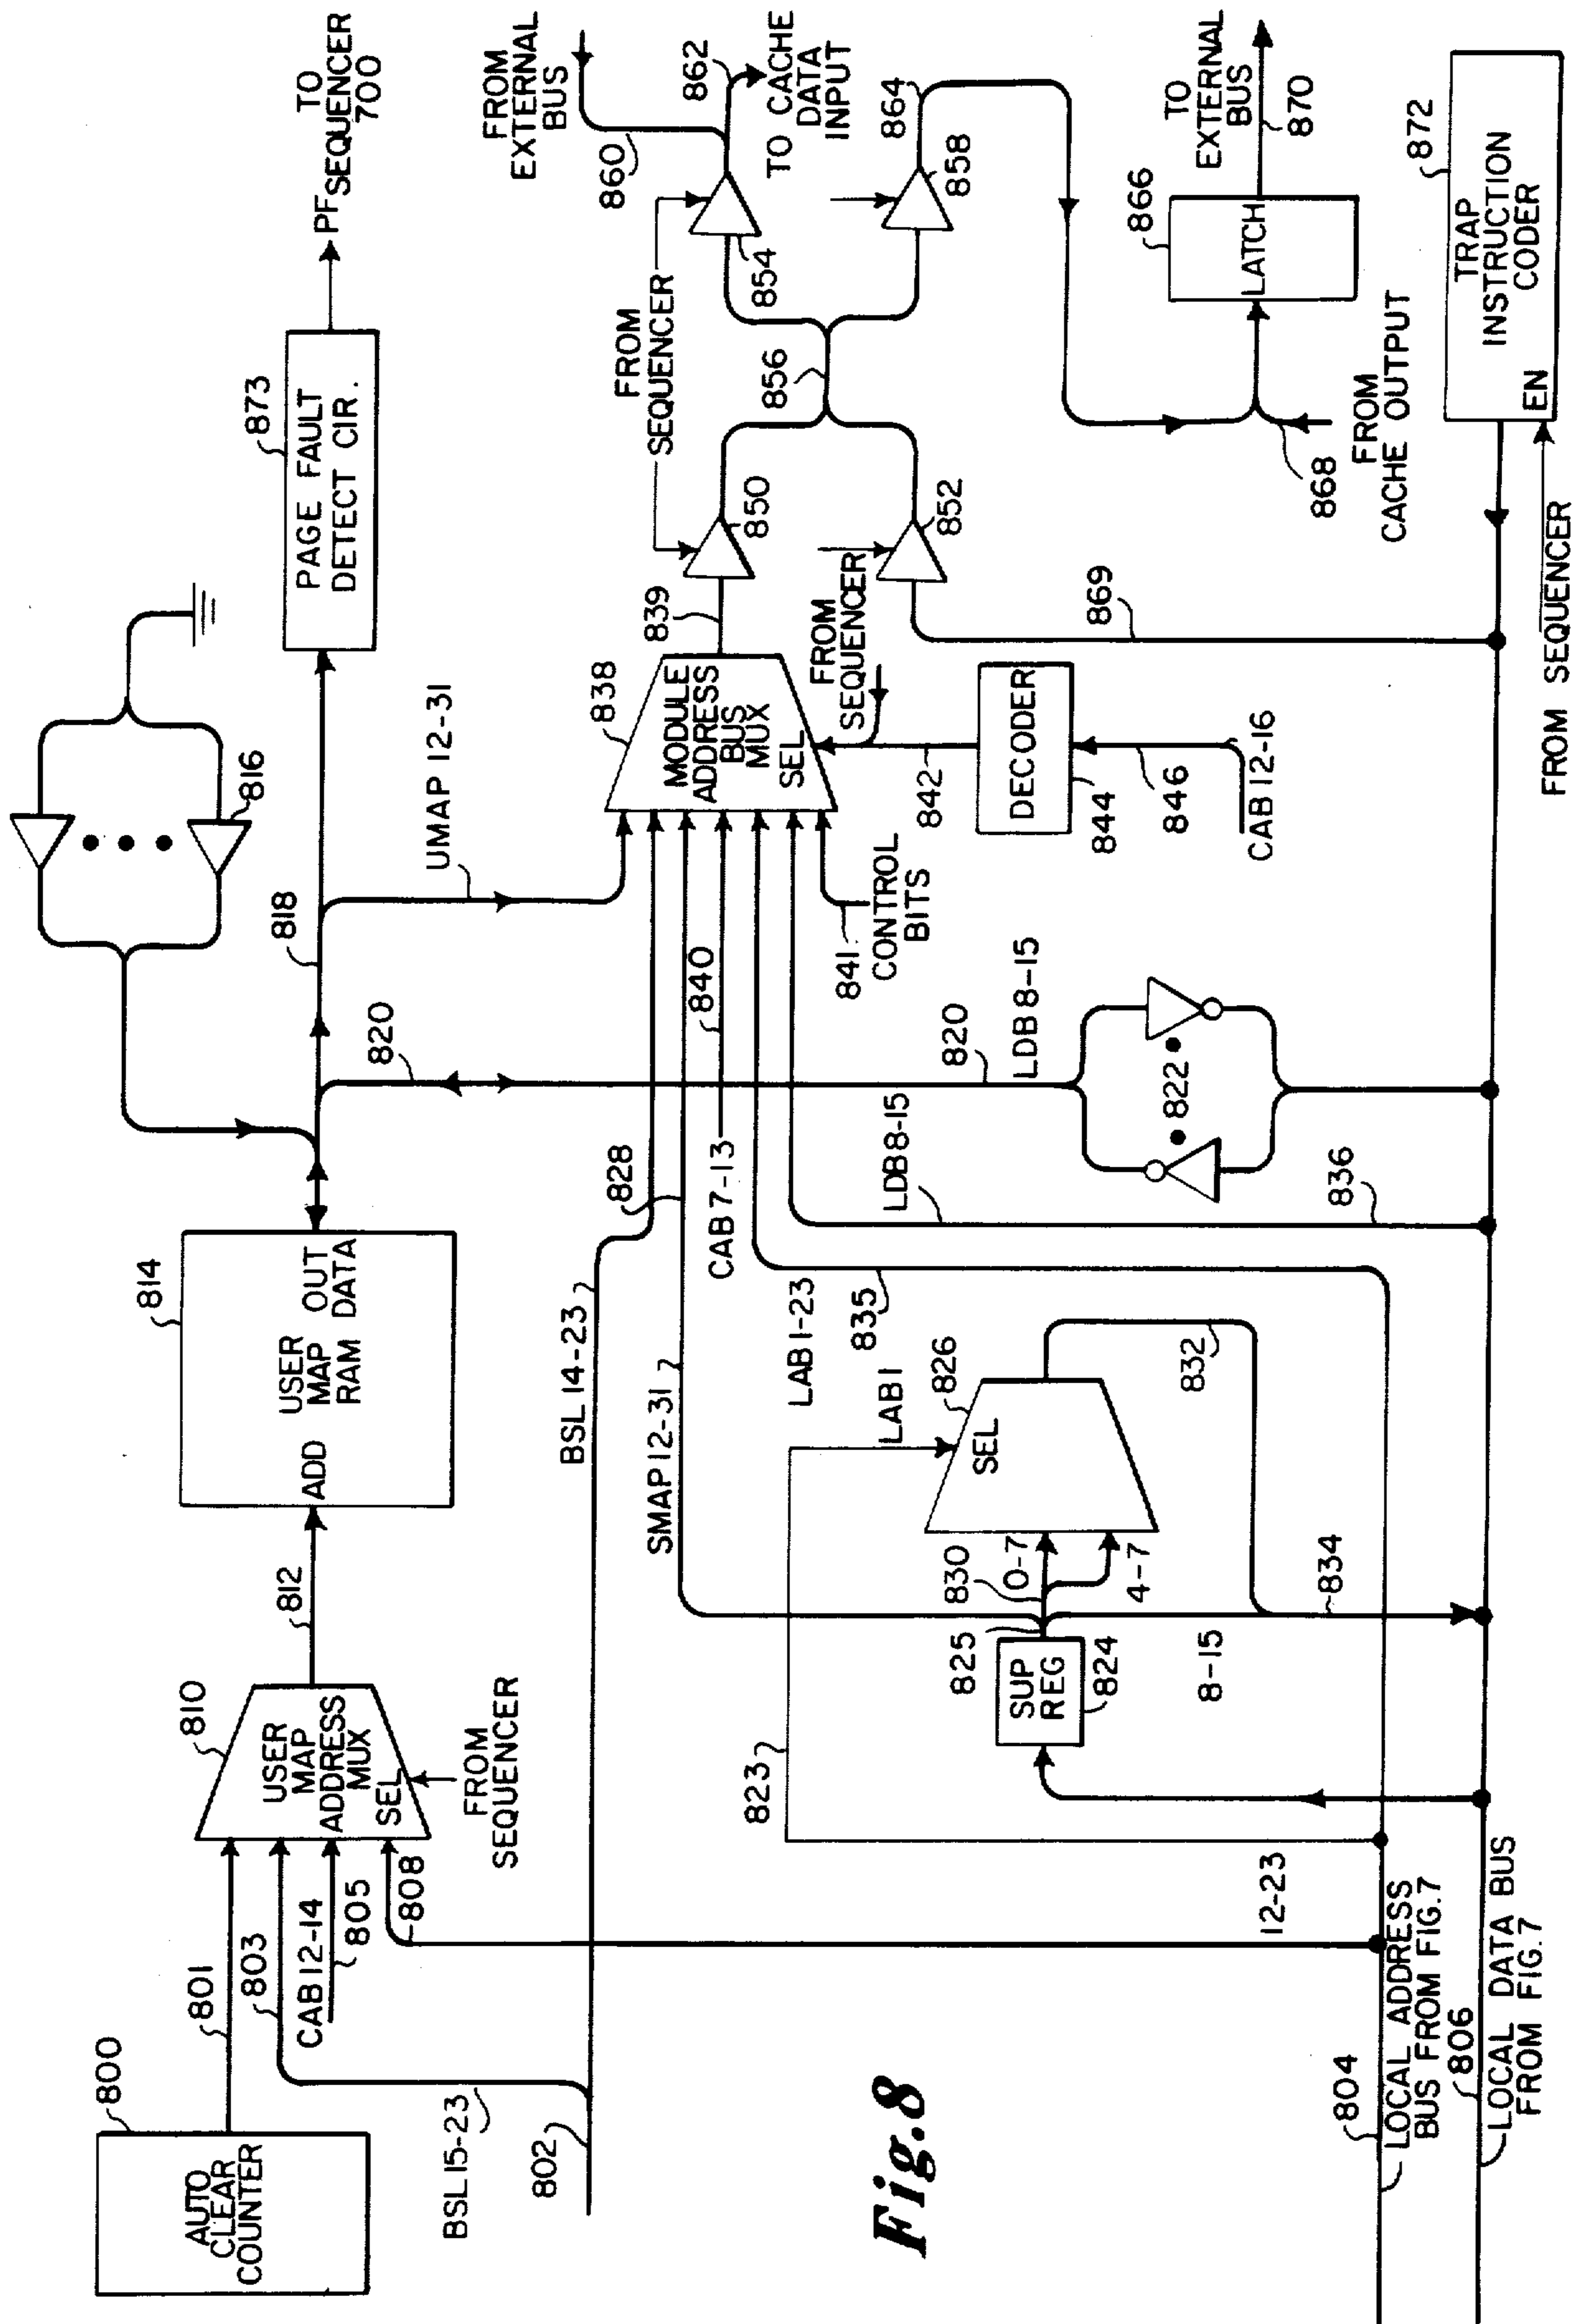 AUTO
CLEAR
COUNTER
800
801
803
CAB 12-14
805
808
BSL 15-23
802
810
USER
MAP
ADDRESS
MUX
SEL
FROM
SEQUENCER
812
814
ADD
USER
MAP
RAM
OUT
DATA
816
818
820
873
PAGE FAULT
DETECT CIR.
PF
TO
SEQUENCER
700
UMAP 12-31
BSL 14-23
SMAP 12-31
828
CAB 7-13
840
LAB 1-23
835
LDB 8-15
836
841
CONTROL
BITS
838
MODULE
ADDRESS
BUS
MUX
SEL
839
FROM
SEQUENCER
842
DECODER
844
846
CAB 12-16
820
LDB 8-15
822
823
LAB 1
826
SEL
SUP
REG
824
825
830
0-7
4-7
832
834
8-15
12-23
850
852
FROM
SEQUENCER
856
854
858
860
FROM
EXTERNAL
BUS
862
TO CACHE
DATA
INPUT
864
866
LATCH
TO
EXTERNAL
BUS
870
868
FROM
CACHE OUTPUT
869
872
TRAP
INSTRUCTION
CODER
EN
FROM SEQUENCER
804
LOCAL ADDRESS
BUS FROM FIG. 7
806
LOCAL DATA BUS
FROM FIG. 7
Fig. 8